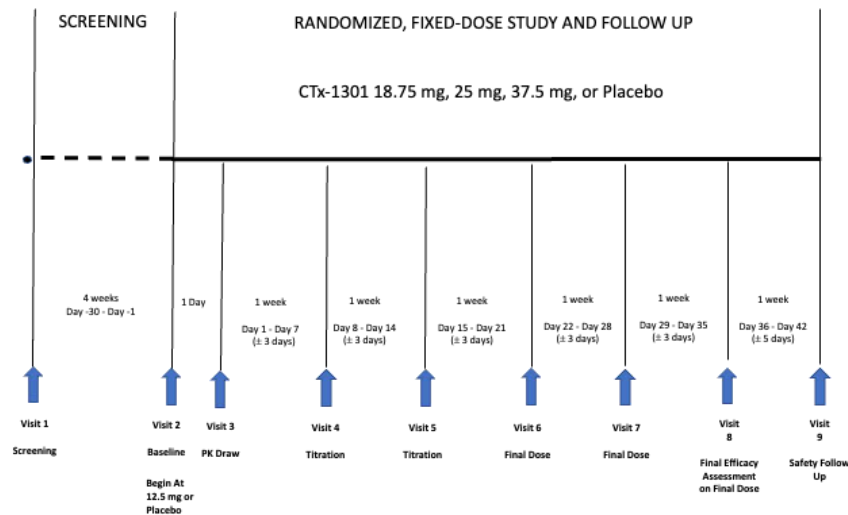 SCREENING
RANDOMIZED, FIXED-DOSE STUDY AND FOLLOW UP
CTx-1301 18.75 mg, 25 mg, 37.5 mg, or Placebo
4 weeks
Day -30 - Day -1
1 Day
1 week
Day 1 - Day 7
(± 3 days)
1 week
Day 8 - Day 14
(± 3 days)
1 week
Day 15 - Day 21
(± 3 days)
1 week
Day 22 - Day 28
(± 3 days)
1 week
Day 29 - Day 35
(± 3 days)
1 week
Day 36 - Day 42
(± 5 days)
Visit 1
Screening
Visit 2
Baseline
Begin At
12.5 mg or
Placebo
Visit 3
PK Draw
Visit 4
Titration
Visit 5
Titration
Visit 6
Final Dose
Visit 7
Final Dose
Visit
8
Final Efficacy
Assessment
on Final Dose
Visit
9
Safety Follow
Up